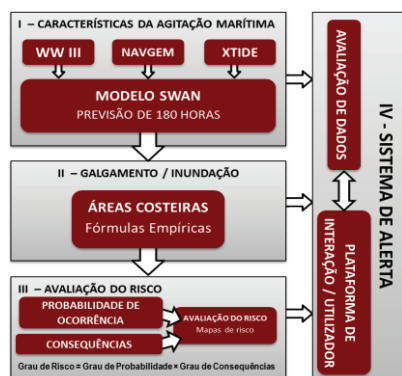 I – CARACTERÍSTICAS DA AGITAÇÃO MARÍTIMA
WW III
NAVGEM
XTIDE
MODELO SWAN
PREVISÃO DE 180 HORAS
II – GALGAMENTO / INUNDAÇÃO
ÁREAS COSTEIRAS
Fórmulas Empíricas
III – AVALIAÇÃO DO RISCO
PROBABILIDADE DE
OCORRÊNCIA
CONSEQUÊNCIAS
AVALIAÇÃO DO RISCO
Mapas de risco
Grau de Risco = Grau de Probabilidade × Grau de Consequências
AVALIAÇÃO DE DADOS
PLATAFORMA DE
INTERAÇÃO / UTILIZADOR
IV - SISTEMA DE ALERTA